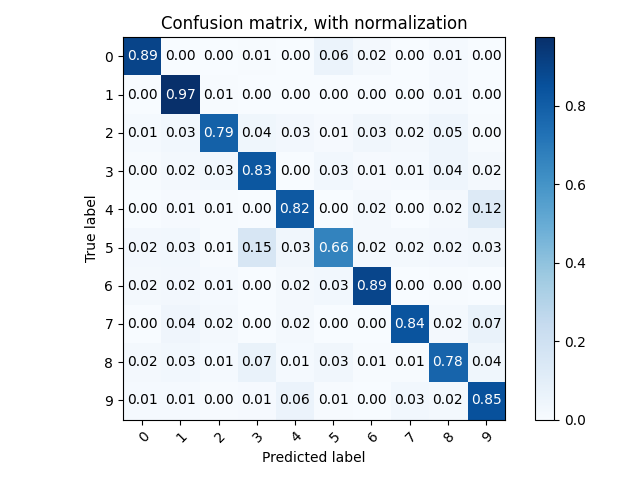 Confusion matrix, with normalization
0 0.89 0.00 0.00 0.01 0.00 0.06 0.02 0.00 0.01 0.00
1 0.00 0.97 0.01 0.00 0.00 0.00 0.00 0.00 0.01 0.00
2 0.01 0.03 0.79 0.04 0.03 0.01 0.03 0.02 0.05 0.00
3 0.00 0.02 0.03 0.83 0.00 0.03 0.01 0.01 0.04 0.02
4 0.00 0.01 0.01 0.00 0.82 0.00 0.02 0.00 0.02 0.12
5 0.02 0.03 0.01 0.15 0.03 0.66 0.02 0.02 0.02 0.03
6 0.02 0.02 0.01 0.00 0.02 0.03 0.89 0.00 0.00 0.00
7 0.00 0.04 0.02 0.00 0.02 0.00 0.00 0.84 0.02 0.07
8 0.02 0.03 0.01 0.07 0.01 0.03 0.01 0.01 0.78 0.04
9 0.01 0.01 0.00 0.01 0.06 0.01 0.00 0.03 0.02 0.85
0 1 2 3 4 5 6 7 8 9
True label
Predicted label
0.8
0.6
0.4
0.2
0.0